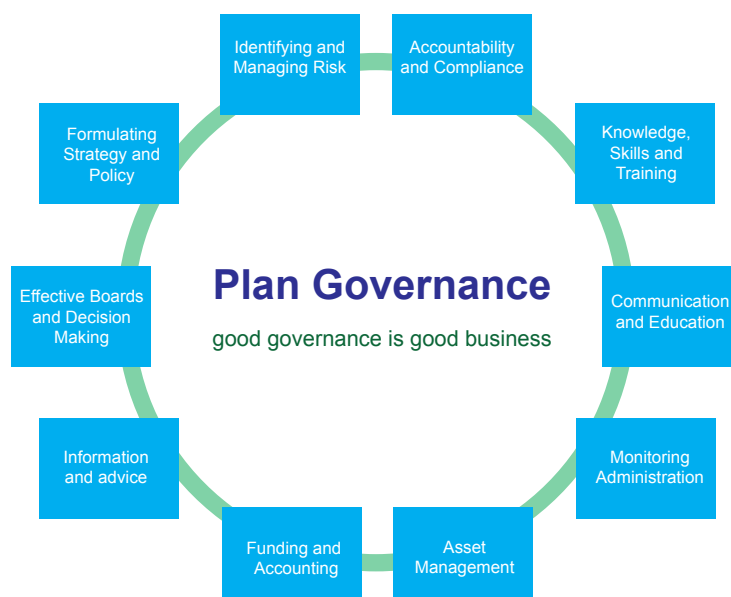 Identifying and
Managing Risk
Accountability
and Compliance
Knowledge,
Skills and
Training
Communication
and Education
Monitoring
Administration
Asset
Management
Funding and
Accounting
Information
and advice
Effective Boards
and Decision
Making
Formulating
Strategy and
Policy
Plan Governance
good governance is good business